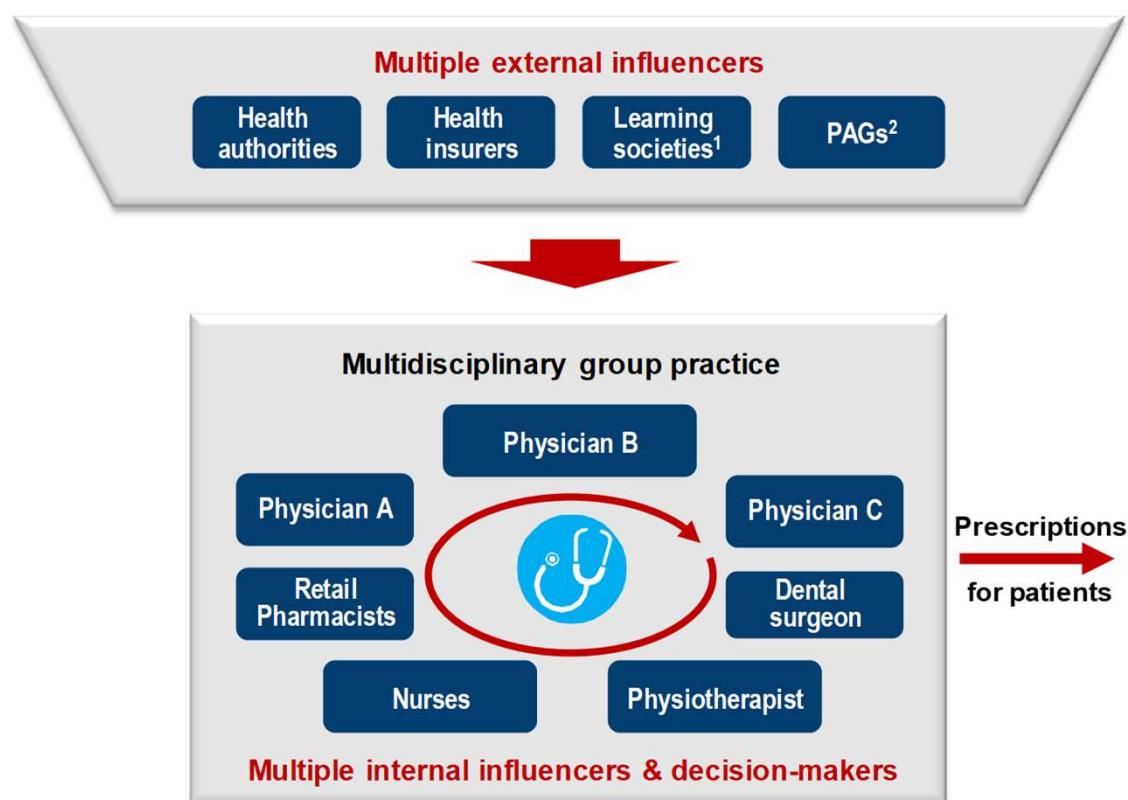 Multiple external influencers
Health
authorities
Health
insurers
Learning
societies¹
PAGs²
Multidisciplinary group practice
Physician B
Physician A
Physician C
Retail
Pharmacists
Dental
surgeon
Nurses
Physiotherapist
Multiple internal influencers & decision-makers
Prescriptions
for patients